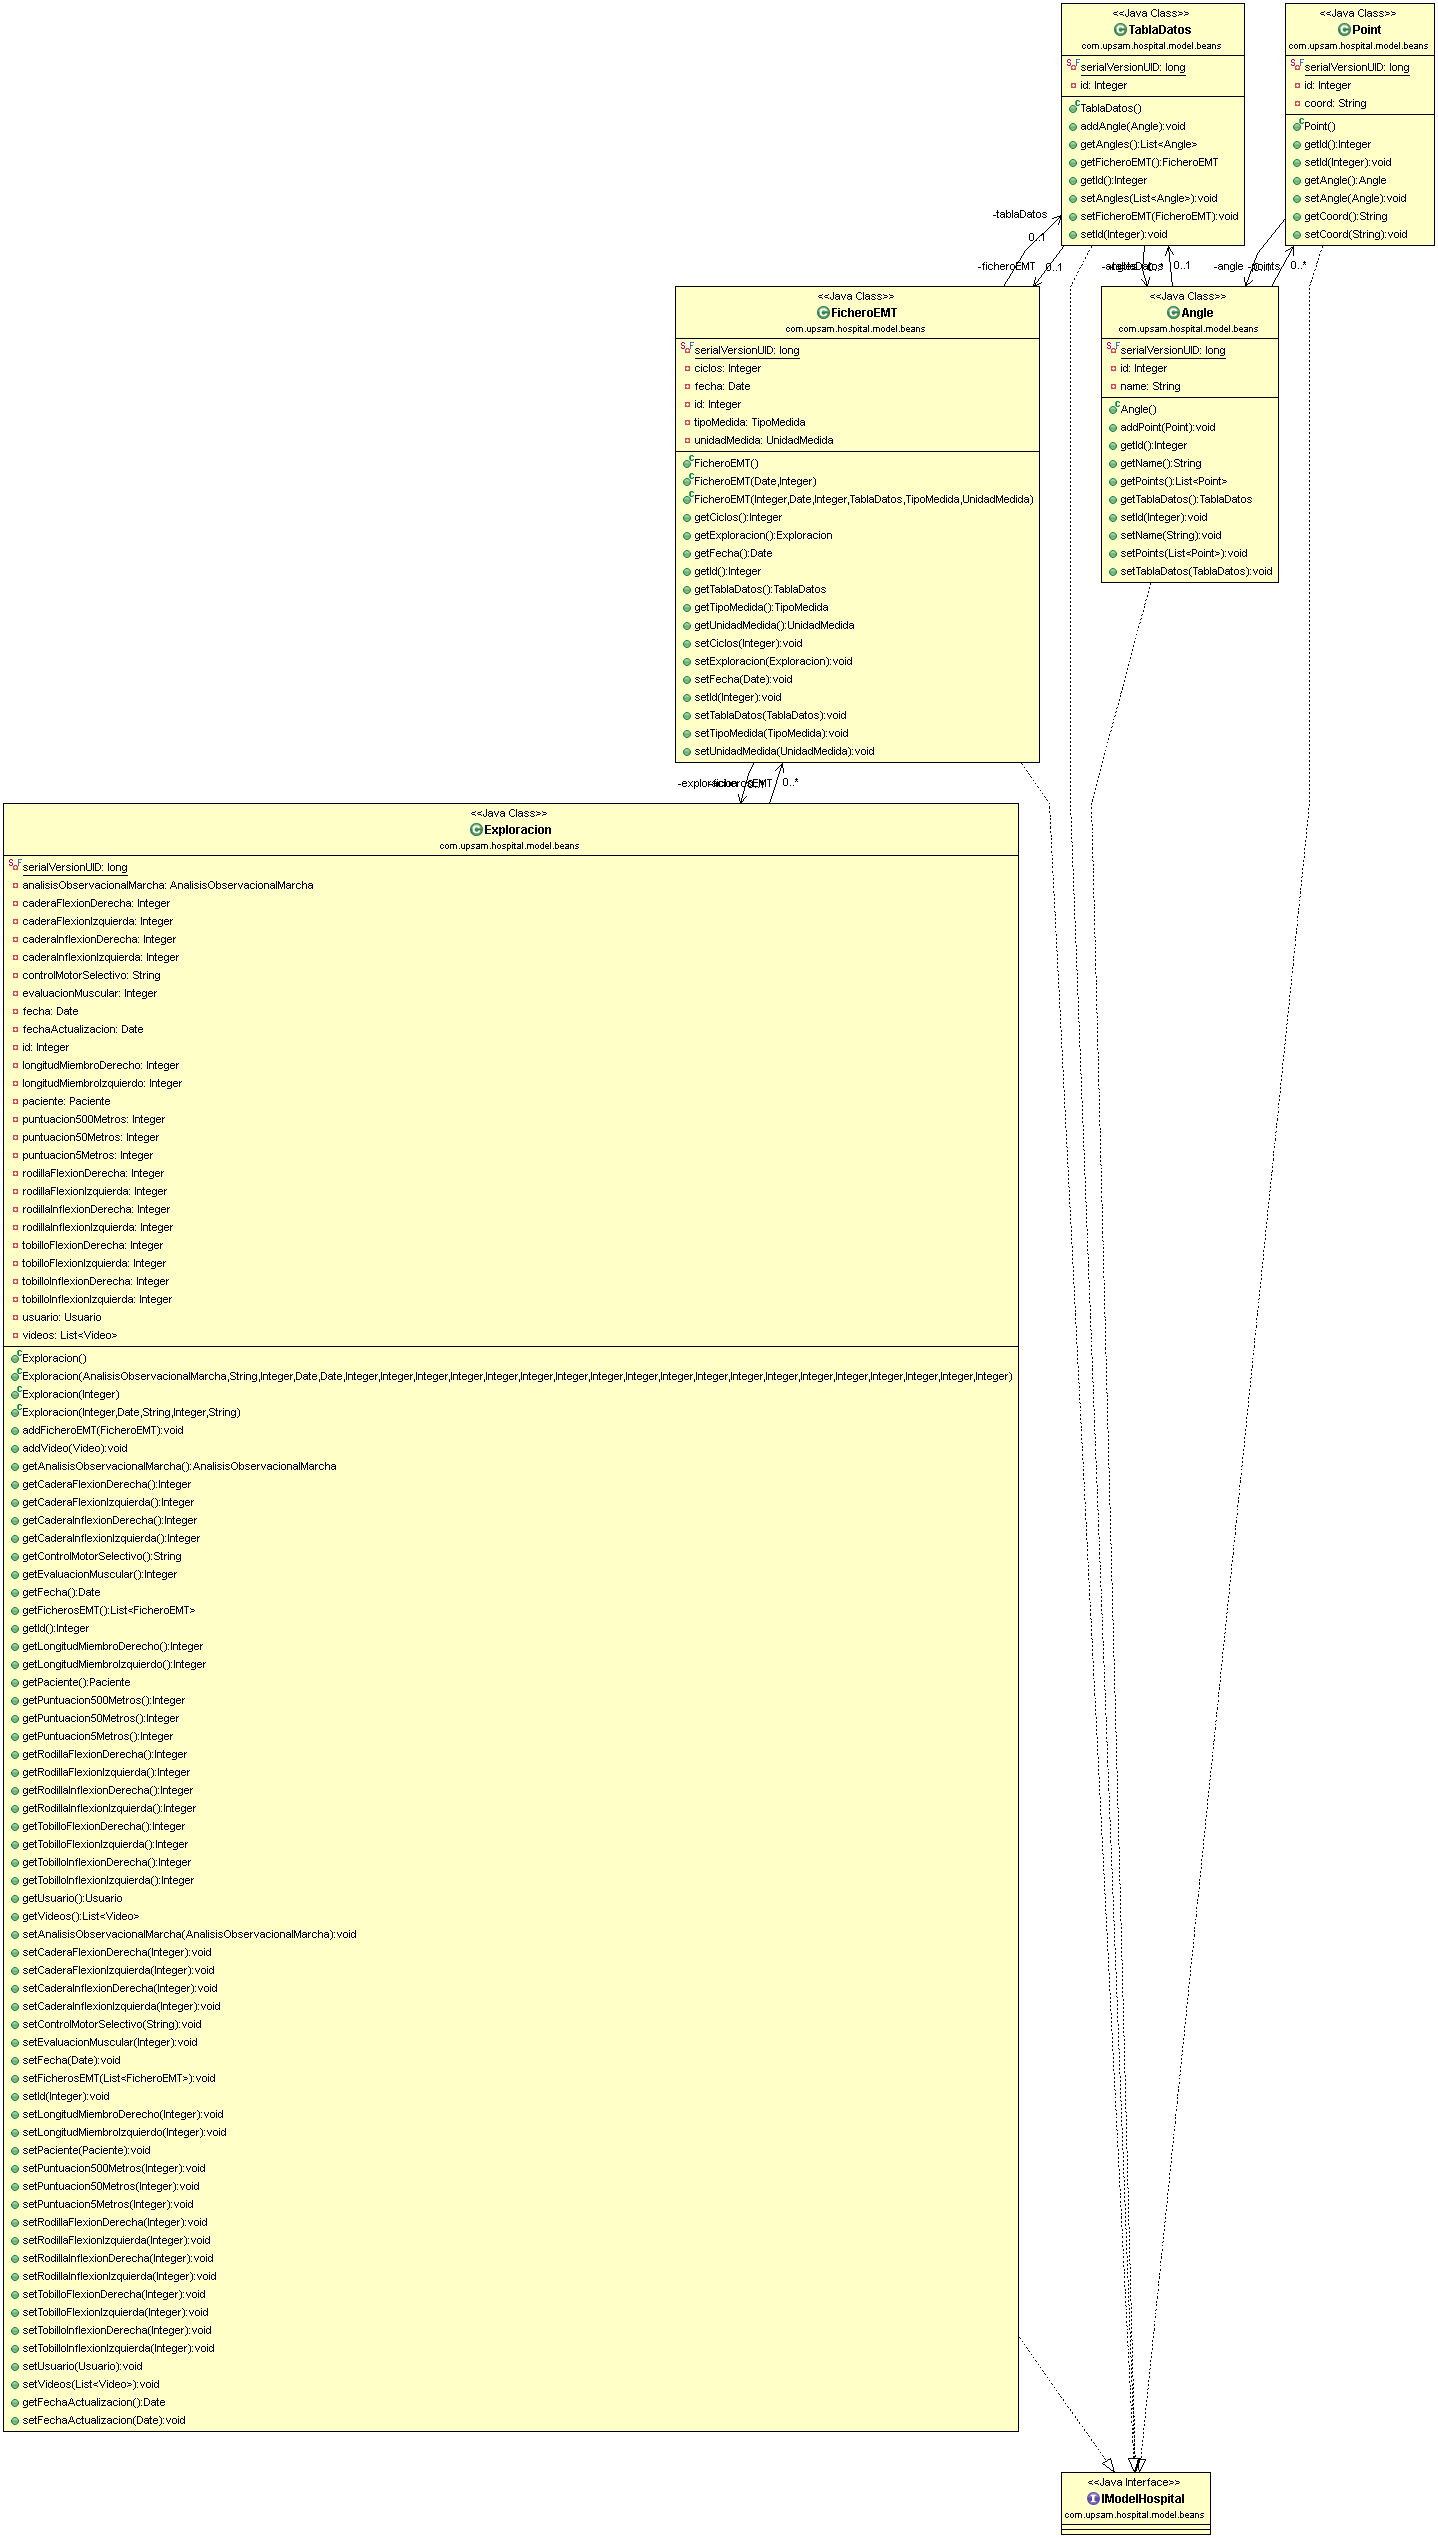 <<Java Class>>
TablaDatos
com.upsam.hospital.model.beans
serialVersionUID: long
id: Integer
TablaDatos()
addAngle(Angle):void
getAngles():List<Angle>
getFicheroEMT():FicheroEMT
getId():Integer
setAngles(List<Angle>):void
setFicheroEMT(FicheroEMT):void
setId(Integer):void
<<Java Class>>
Point
com.upsam.hospital.model.beans
serialVersionUID: long
id: Integer
coord: String
Point()
getId():Integer
setId(Integer):void
getAngle():Angle
setAngle(Angle):void
getCoord():String
setCoord(String):void
-tablaDatos
0..1
-ficheroEMT
0..1
0..1
-angle
-points
0..*
<<Java Class>>
FicheroEMT
com.upsam.hospital.model.beans
serialVersionUID: long
ciclos: Integer
fecha: Date
id: Integer
tipoMedida: TipoMedida
unidadMedida: UnidadMedida
FicheroEMT()
FicheroEMT(Date,Integer)
FicheroEMT(Integer,Date,Integer,TablaDatos,TipoMedida,UnidadMedida)
getCiclos():Integer
getExploracion():Exploracion
getFecha():Date
getId():Integer
getTablaDatos():TablaDatos
getTipoMedida():TipoMedida
getUnidadMedida():UnidadMedida
setCiclos(Integer):void
setExploracion(Exploracion):void
setFecha(Date):void
setId(Integer):void
setTablaDatos(TablaDatos):void
setTipoMedida(TipoMedida):void
setUnidadMedida(UnidadMedida):void
<<Java Class>>
Angle
com.upsam.hospital.model.beans
serialVersionUID: long
id: Integer
name: String
Angle()
addPoint(Point):void
getId():Integer
getName():String
getPoints():List<Point>
getTablaDatos():TablaDatos
setId(Integer):void
setName(String):void
setPoints(List<Point>):void
setTablaDatos(TablaDatos):void
0..*
<<Java Class>>
Exploracion
com.upsam.hospital.model.beans
serialVersionUID: long
analisisObservacionalMarcha: AnalisisObservacionalMarcha
caderaFlexionDerecha: Integer
caderaFlexionIzquierda: Integer
caderaInflexionDerecha: Integer
caderaInflexionIzquierda: Integer
controlMotorSelectivo: String
evaluacionMuscular: Integer
fecha: Date
fechaActualizacion: Date
id: Integer
longitudMiembroDerecho: Integer
longitudMiembroIzquierdo: Integer
paciente: Paciente
puntuacion500Metros: Integer
puntuacion50Metros: Integer
puntuacion5Metros: Integer
rodillaFlexionDerecha: Integer
rodillaFlexionIzquierda: Integer
rodillaInflexionDerecha: Integer
rodillaInflexionIzquierda: Integer
tobilloFlexionDerecha: Integer
tobilloFlexionIzquierda: Integer
tobilloInflexionDerecha: Integer
tobilloInflexionIzquierda: Integer
usuario: Usuario
videos: List<Video>
Exploracion()
Exploracion(AnalisisObservacionalMarcha,String,Integer,Date,Date,Integer,Integer,Integer,Integer,Integer,Integer,Integer,Integer,Integer,Integer,Integer,Integer,Integer,Integer,Integer,Integer,Integer,Integer,Integer)
Exploracion(Integer)
Exploracion(Integer,Date,String,Integer,String)
addFicheroEMT(FicheroEMT):void
addVideo(Video):void
getAnalisisObservacionalMarcha():AnalisisObservacionalMarcha
getCaderaFlexionDerecha():Integer
getCaderaFlexionIzquierda():Integer
getCaderaInflexionDerecha():Integer
getCaderaInflexionIzquierda():Integer
getControlMotorSelectivo():String
getEvaluacionMuscular():Integer
getFecha():Date
getFicherosEMT():List<FicheroEMT>
getId():Integer
getLongitudMiembroDerecho():Integer
getLongitudMiembroIzquierdo():Integer
getPaciente():Paciente
getPuntuacion500Metros():Integer
getPuntuacion50Metros():Integer
getPuntuacion5Metros():Integer
getRodillaFlexionDerecha():Integer
getRodillaFlexionIzquierda():Integer
getRodillaInflexionDerecha():Integer
getRodillaInflexionIzquierda():Integer
getTobilloFlexionDerecha():Integer
getTobilloFlexionIzquierda():Integer
getTobilloInflexionDerecha():Integer
getTobilloInflexionIzquierda():Integer
getUsuario():Usuario
getVideos():List<Video>
setAnalisisObservacionalMarcha(AnalisisObservacionalMarcha):void
setCaderaFlexionDerecha(Integer):void
setCaderaFlexionIzquierda(Integer):void
setCaderaInflexionDerecha(Integer):void
setCaderaInflexionIzquierda(Integer):void
setControlMotorSelectivo(String):void
setEvaluacionMuscular(Integer):void
setFecha(Date):void
setFicherosEMT(List<FicheroEMT>):void
setId(Integer):void
setLongitudMiembroDerecho(Integer):void
setLongitudMiembroIzquierdo(Integer):void
setPaciente(Paciente):void
setPuntuacion500Metros(Integer):void
setPuntuacion50Metros(Integer):void
setPuntuacion5Metros(Integer):void
setRodillaFlexionDerecha(Integer):void
setRodillaFlexionIzquierda(Integer):void
setRodillaInflexionDerecha(Integer):void
setRodillaInflexionIzquierda(Integer):void
setTobilloFlexionDerecha(Integer):void
setTobilloFlexionIzquierda(Integer):void
setTobilloInflexionDerecha(Integer):void
setTobilloInflexionIzquierda(Integer):void
setUsuario(Usuario):void
setVideos(List<Video>):void
getFechaActualizacion():Date
setFechaActualizacion(Date):void
<<Java Interface>>
IModelHospital
com.upsam.hospital.model.beans